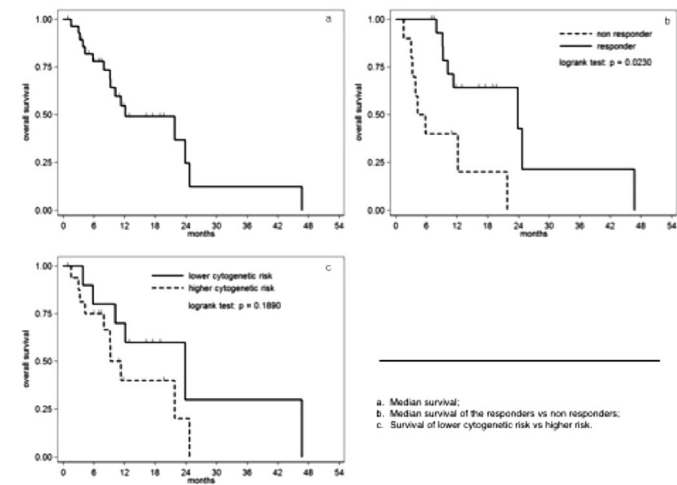 a
1.00
0.75
0.50
0.25
0.00
overall survival
0 6 12 18 24 30 36 42 48 54
months
b
non responder
responder
logrank test: p = 0.0230
1.00
0.75
0.50
0.25
0.00
overall survival
0 6 12 18 24 30 36 42 48 54
months
c
lower cytogenetic risk
higher cytogenetic risk
logrank test: p = 0.1890
1.00
0.75
0.50
0.25
0.00
overall survival
0 6 12 18 24 30 36 42 48 54
months
a. Median survival;
b. Median survival of the responders vs non responders;
c. Survival of lower cytogenetic risk vs higher risk.